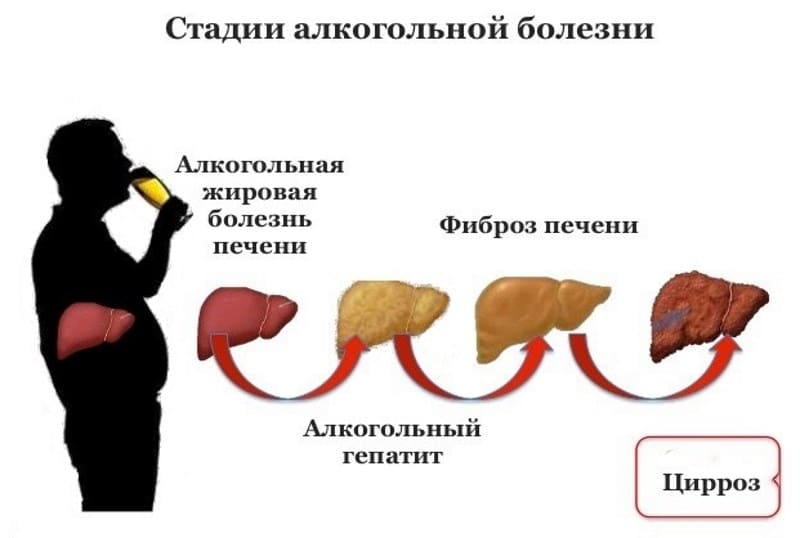 Стадии алкогольной болезни
Алкогольная
жировая
болезнь
печени
Фиброз печени
Алкогольный
гепатит
Цирроз